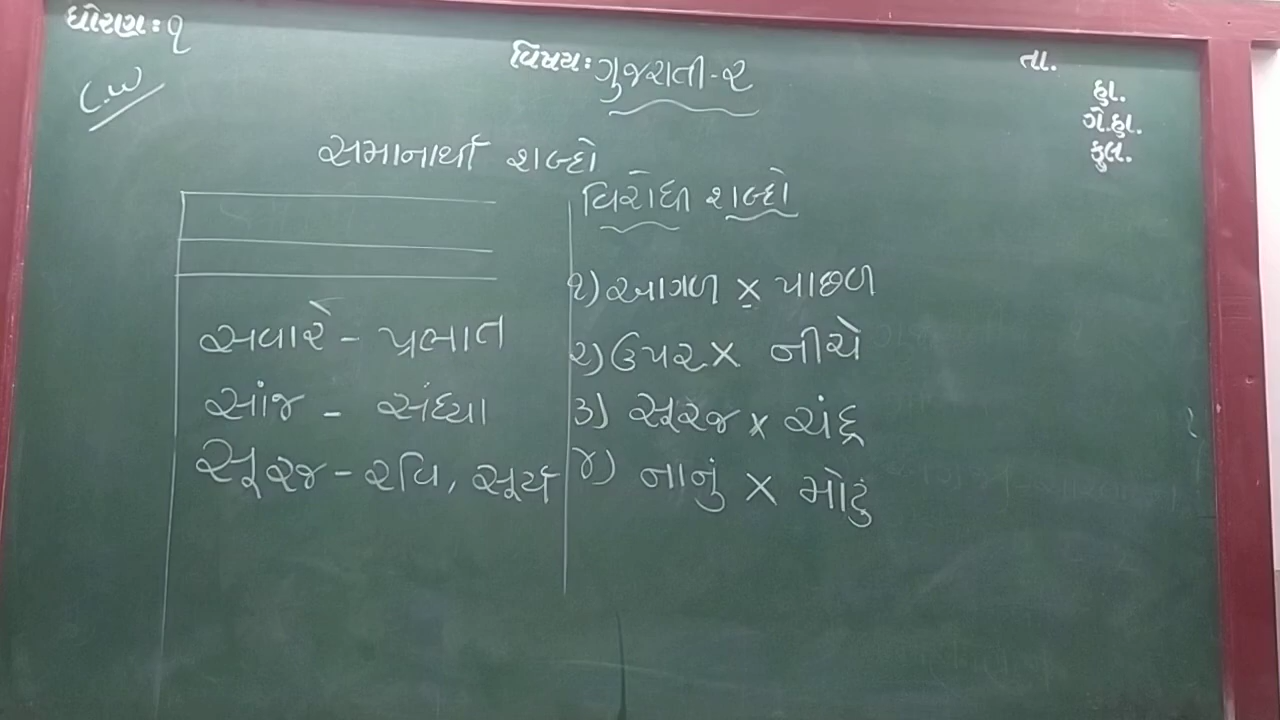 ધોરણ: ૧
વિષય: ગુજરાતી-૨
તા.
હા.
ગે.હા.
કુલ.
C.W
સમાનાર્થી શબ્દો
સવારે - પ્રભાત
સાંજ - સંધ્યા
સૂરજ - રવિ, સૂર્ય
વિરોધી શબ્દો
૧) આગળ × પાછળ
૨) ઉપર × નીચે
૩) સૂરજ × ચંદ્ર
૪) નાનું × મોટું